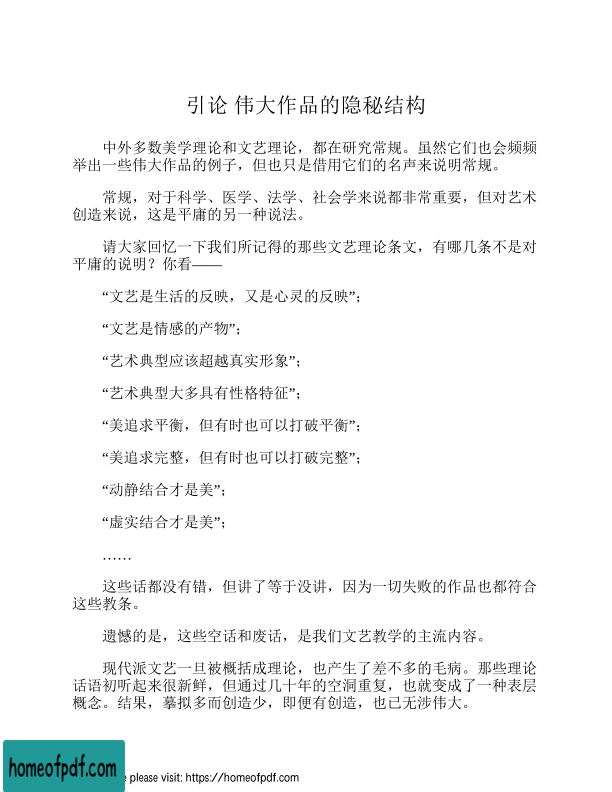 引论 伟大作品的隐秘结构
中外多数美学理论和文艺理论，都在研究常规。虽然它们也会频频
举出一些伟大作品的例子，但也只是借用它们的名声来说明常规。
常规，对于科学、医学、法学、社会学来说都非常重要，但对艺术
创造来说，这是平庸的另一种说法。
请大家回忆一下我们所记得的那些文艺理论条文，有哪几条不是对
平庸的说明？你看——
“文艺是生活的反映，又是心灵的反映”；
“文艺是情感的产物”；
“艺术典型应该超越真实形象”；
“艺术典型大多具有性格特征”；
“美追求平衡，但有时也可以打破平衡”；
“美追求完整，但有时也可以打破完整”；
“动静结合才是美”；
“虚实结合才是美”；
……
这些话都没有错，但讲了等于没讲，因为一切失败的作品也都符合
这些教条。
遗憾的是，这些空话和废话，是我们文艺教学的主流内容。
现代派文艺一旦被概括成理论，也产生了差不多的毛病。那些理论
话语初听起来很新鲜，但通过几十年的空洞重复，也就变成了一种表层
概念。结果，摹拟多而创造少，即便有创造，也已无涉伟大。
homeofpdf.com
please visit: https://homeofpdf.com